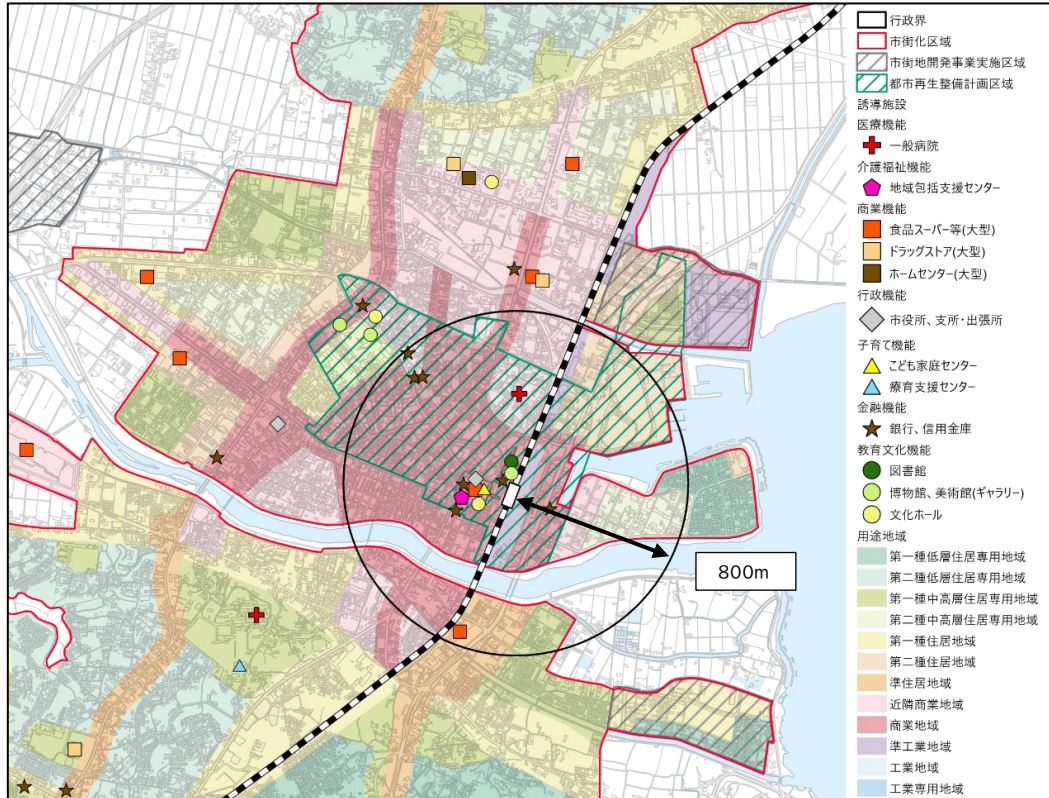 行政界
市街化区域
市街地開発事業実施区域
都市再生整備計画区域
誘導施設
医療機能
一般病院
介護福祉機能
地域包括支援センター
商業機能
食品スーパー等(大型)
ドラッグストア(大型)
ホームセンター(大型)
行政機能
市役所、支所・出張所
子育て機能
こども家庭センター
療育支援センター
金融機能
銀行、信用金庫
教育文化機能
図書館
博物館、美術館(ギャラリー)
文化ホール
用途地域
第一種低層住居専用地域
第二種低層住居専用地域
第一種中高層住居専用地域
第二種中高層住居専用地域
第一種住居地域
第二種住居地域
準住居地域
近隣商業地域
商業地域
準工業地域
工業地域
工業専用地域
800m